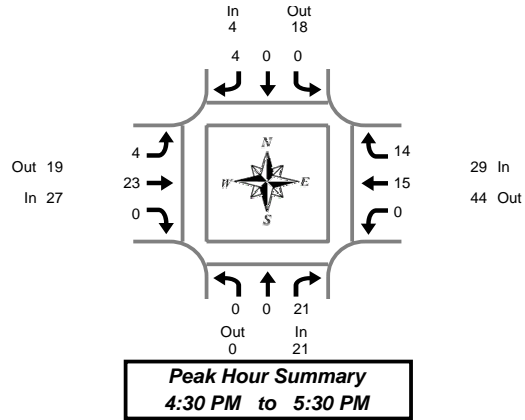 In Out
4 18
4 0 0
N
W E
S
4
23
0
14
15
0
Out 19
In 27
29 In
44 Out
0 0 21
Out In
0 21
Peak Hour Summary
4:30 PM to 5:30 PM